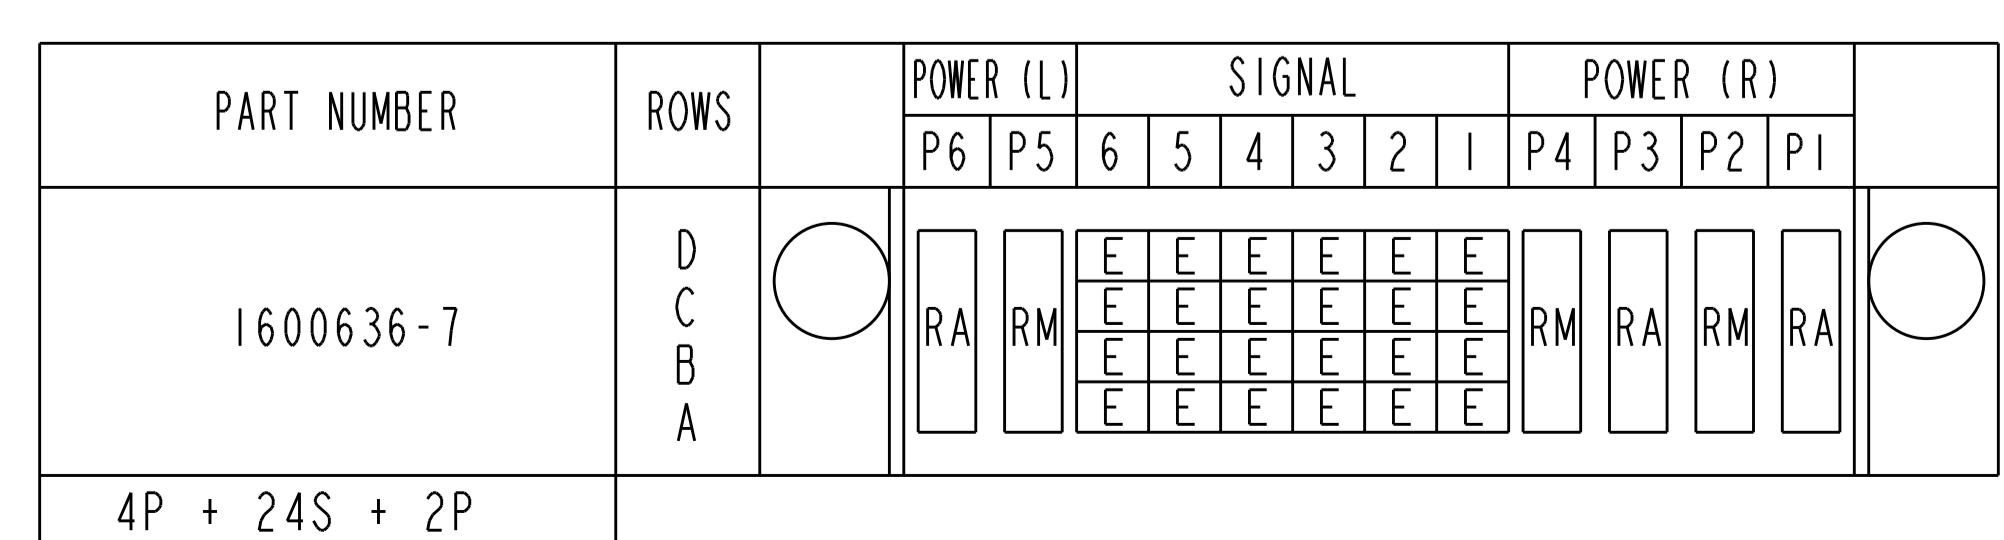 PART NUMBER ROWS POWER (L) SIGNAL POWER (R)
P6 P5 6 5 4 3 2 1 P4 P3 P2 P1
D E E E E E E
C E E E E E E
1600636-7 RA RM RM RA RM RA
B E E E E E E
A E E E E E E
4P + 24S + 2P